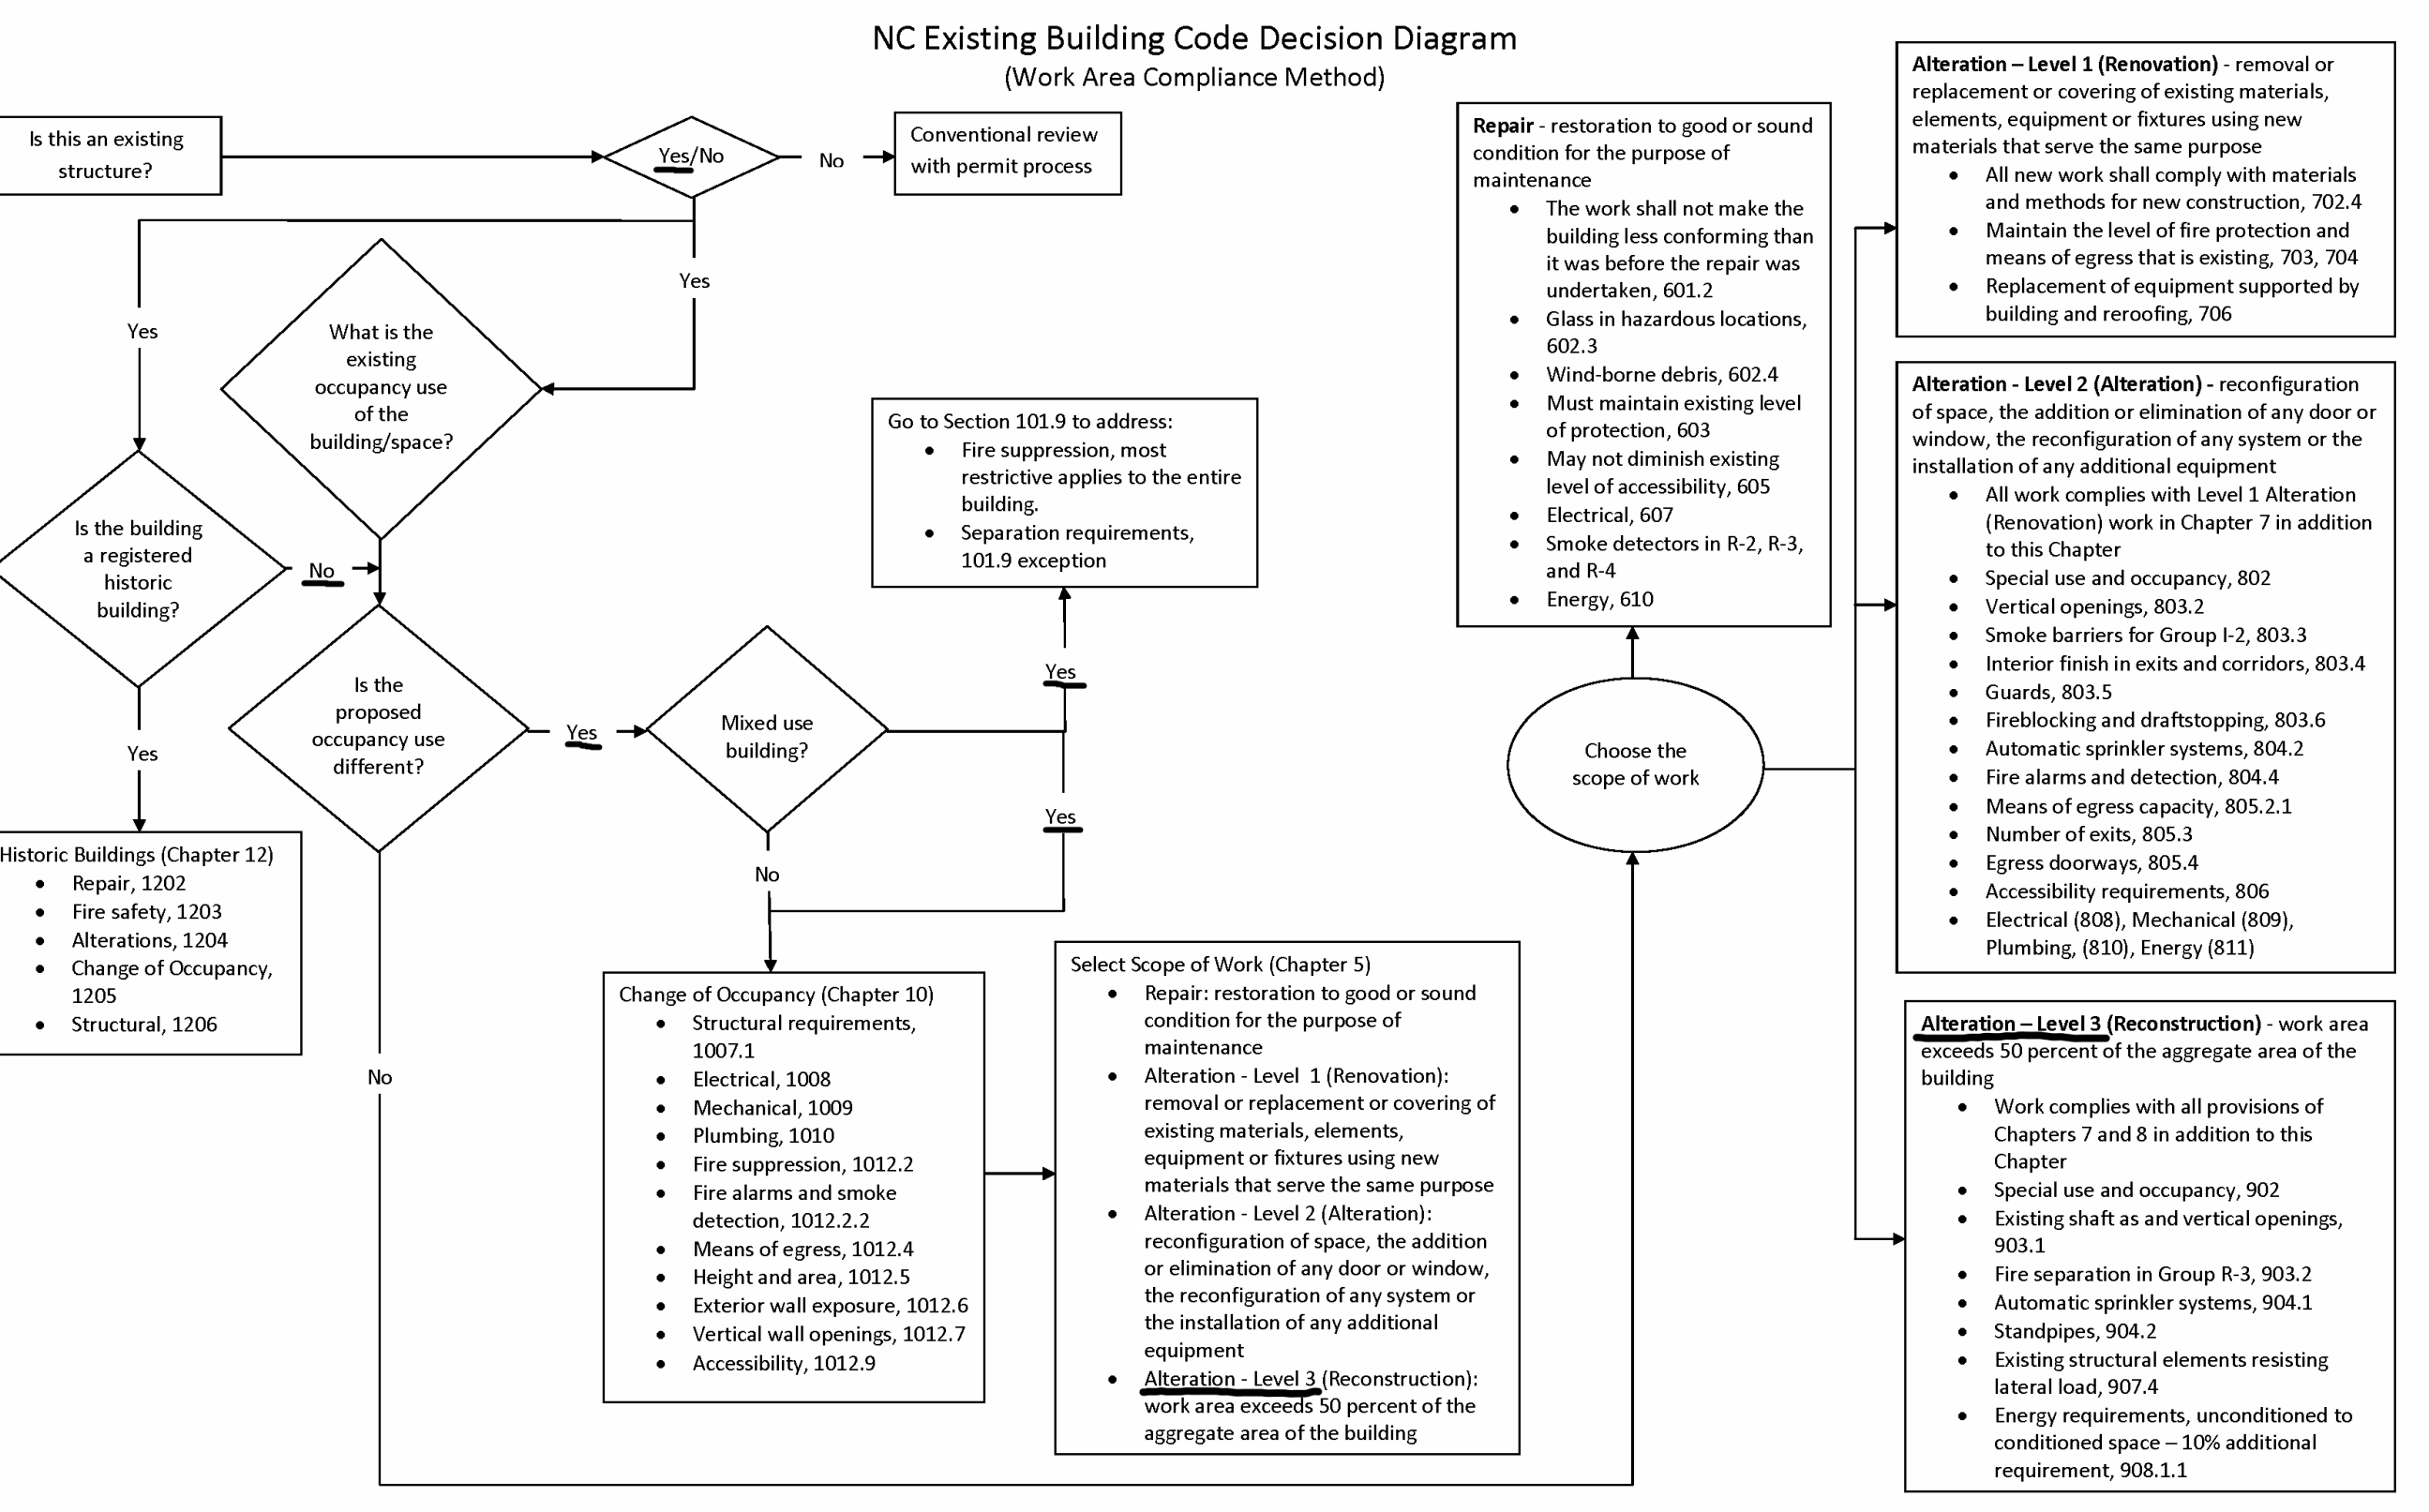 NC Existing Building Code Decision Diagram
(Work Area Compliance Method)
Is this an existing
structure?
Yes/No
No
Conventional review
with permit process
Yes
Yes
What is the
existing
occupancy use
of the
building/space?
Is the building
a registered
historic
building?
No
Yes
Historic Buildings (Chapter 12)
• Repair, 1202
• Fire safety, 1203
• Alterations, 1204
• Change of Occupancy,
1205
• Structural, 1206
Is the
proposed
occupancy use
different?
Yes
No
Mixed use
building?
Yes
Go to Section 101.9 to address:
• Fire suppression, most
restrictive applies to the entire
building.
• Separation requirements,
101.9 exception
Yes
No
Change of Occupancy (Chapter 10)
• Structural requirements,
1007.1
• Electrical, 1008
• Mechanical, 1009
• Plumbing, 1010
• Fire suppression, 1012.2
• Fire alarms and smoke
detection, 1012.2.2
• Means of egress, 1012.4
• Height and area, 1012.5
• Exterior wall exposure, 1012.6
• Vertical wall openings, 1012.7
• Accessibility, 1012.9
Select Scope of Work (Chapter 5)
• Repair: restoration to good or sound
condition for the purpose of
maintenance
• Alteration - Level 1 (Renovation):
removal or replacement or covering of
existing materials, elements,
equipment or fixtures using new
materials that serve the same purpose
• Alteration - Level 2 (Alteration):
reconfiguration of space, the addition
or elimination of any door or window,
the reconfiguration of any system or
the installation of any additional
equipment
• Alteration - Level 3 (Reconstruction):
work area exceeds 50 percent of the
aggregate area of the building
Choose the
scope of work
Repair - restoration to good or sound
condition for the purpose of
maintenance
• The work shall not make the
building less conforming than
it was before the repair was
undertaken, 601.2
• Glass in hazardous locations,
602.3
• Wind-borne debris, 602.4
• Must maintain existing level
of protection, 603
• May not diminish existing
level of accessibility, 605
• Electrical, 607
• Smoke detectors in R-2, R-3,
and R-4
• Energy, 610
Alteration – Level 1 (Renovation) - removal or
replacement or covering of existing materials,
elements, equipment or fixtures using new
materials that serve the same purpose
• All new work shall comply with materials
and methods for new construction, 702.4
• Maintain the level of fire protection and
means of egress that is existing, 703, 704
• Replacement of equipment supported by
building and reroofing, 706
Alteration - Level 2 (Alteration) - reconfiguration
of space, the addition or elimination of any door or
window, the reconfiguration of any system or the
installation of any additional equipment
• All work complies with Level 1 Alteration
(Renovation) work in Chapter 7 in addition
to this Chapter
• Special use and occupancy, 802
• Vertical openings, 803.2
• Smoke barriers for Group I-2, 803.3
• Interior finish in exits and corridors, 803.4
• Guards, 803.5
• Fireblocking and draftstopping, 803.6
• Automatic sprinkler systems, 804.2
• Fire alarms and detection, 804.4
• Means of egress capacity, 805.2.1
• Number of exits, 805.3
• Egress doorways, 805.4
• Accessibility requirements, 806
• Electrical (808), Mechanical (809),
Plumbing, (810), Energy (811)
Alteration – Level 3 (Reconstruction) - work area
exceeds 50 percent of the aggregate area of the
building
• Work complies with all provisions of
Chapters 7 and 8 in addition to this
Chapter
• Special use and occupancy, 902
• Existing shaft as and vertical openings,
903.1
• Fire separation in Group R-3, 903.2
• Automatic sprinkler systems, 904.1
• Standpipes, 904.2
• Existing structural elements resisting
lateral load, 907.4
• Energy requirements, unconditioned to
conditioned space – 10% additional
requirement, 908.1.1